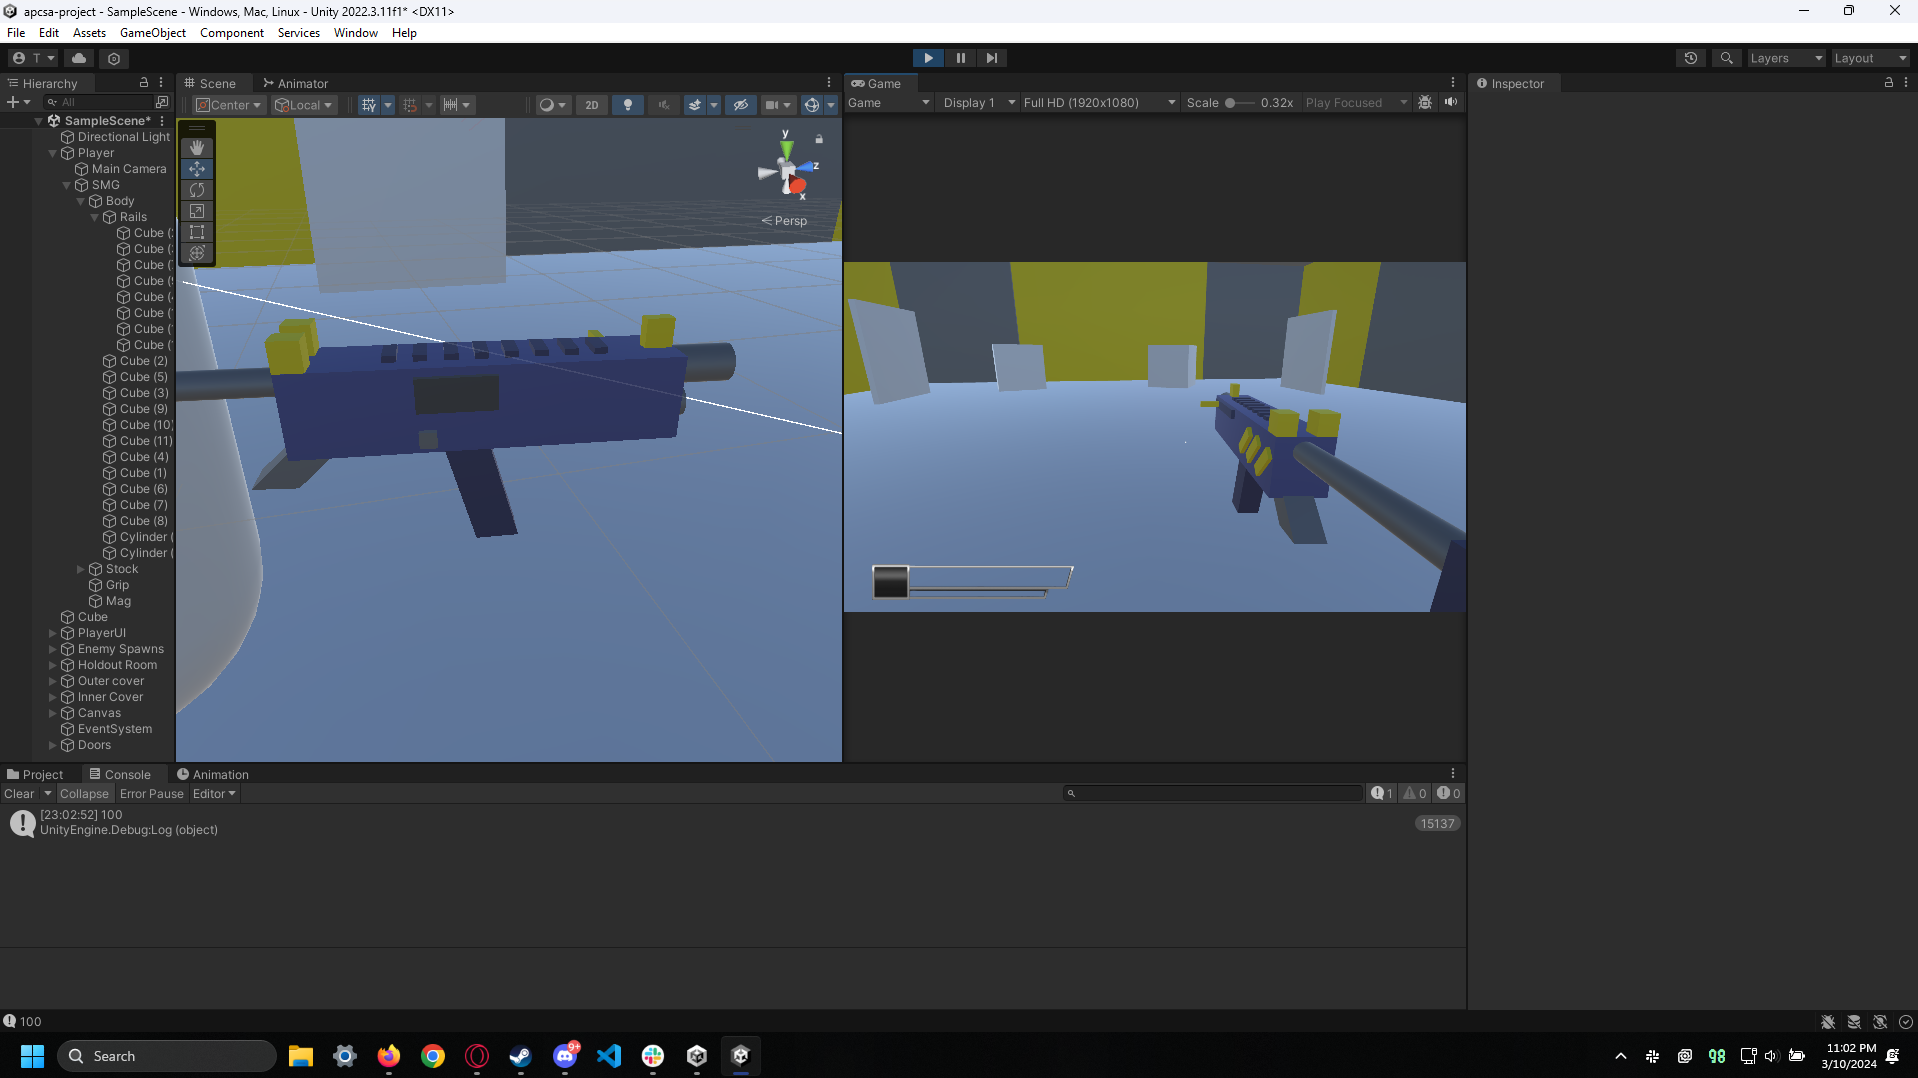 apcsa-project - SampleScene - Windows, Mac, Linux - Unity 2022.3.11f1* <DX11>
File Edit Assets GameObject Component Services Window Help
T
Layers Layout
Hierarchy
All
SampleScene*
Directional Light
Player
Main Camera
SMG
Body
Rails
Cube (
Cube (
Cube (
Cube (
Cube (
Cube (
Cube (
Cube (
Cube (2)
Cube (5)
Cube (3)
Cube (9)
Cube (10)
Cube (11)
Cube (4)
Cube (1)
Cube (6)
Cube (7)
Cube (8)
Cylinder (
Cylinder (
Stock
Grip
Mag
Cube
PlayerUI
Enemy Spawns
Holdout Room
Outer cover
Inner Cover
Canvas
EventSystem
Doors
Scene Animator
Center Local 2D
y
z
x
Persp
Game
Game Display 1 Full HD (1920x1080) Scale 0.32x Play Focused
Inspector
Project Console Animation
Clear Collapse Error Pause Editor
1 0 0
[23:02:52] 100
UnityEngine.Debug:Log (object)
15137
100
Search
9+
98
11:02 PM
3/10/2024